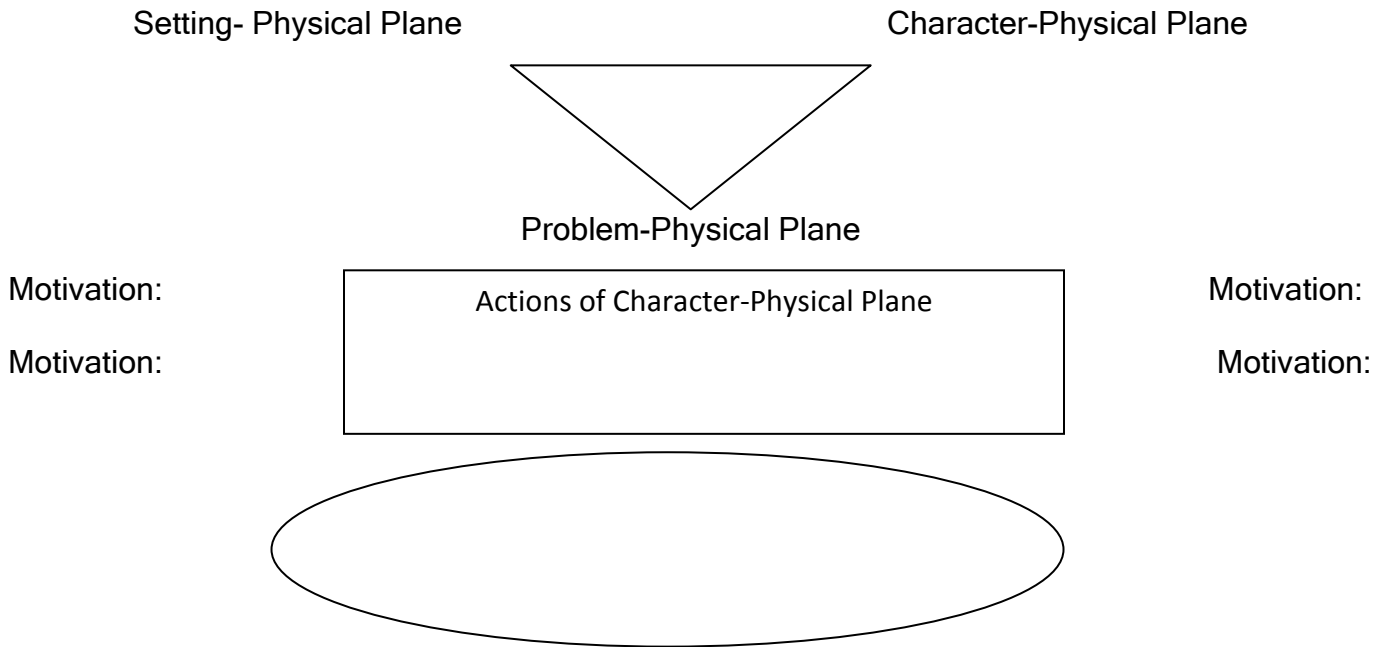 Setting- Physical Plane Character-Physical Plane
Problem-Physical Plane
Motivation: Actions of Character-Physical Plane Motivation:
Motivation: Motivation: